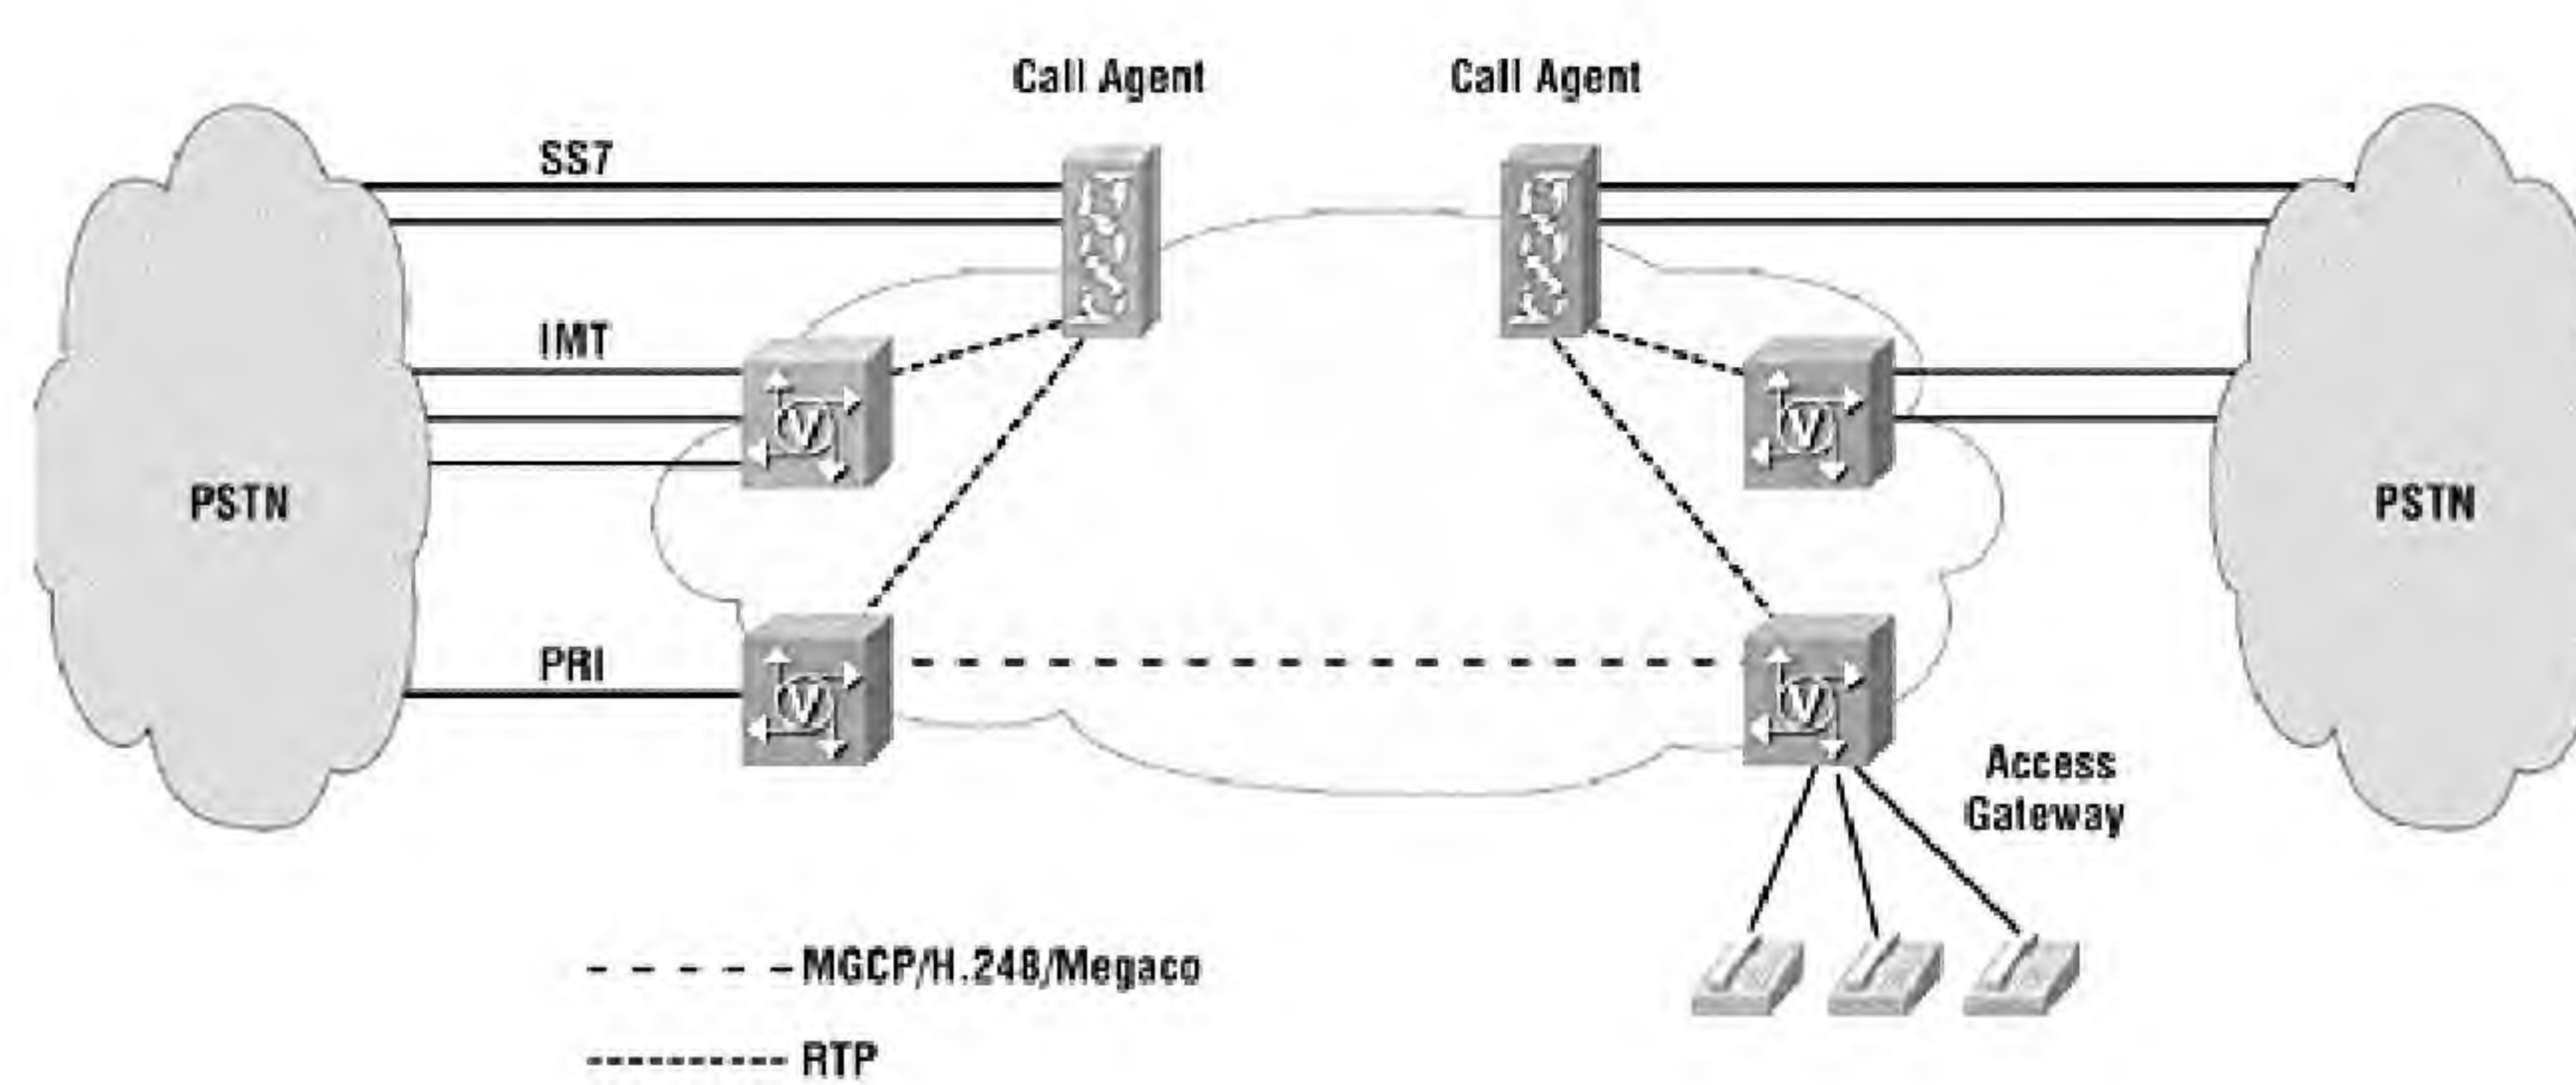 Call Agent
Call Agent
SS7
IMT
PRI
PSTN
PSTN
V
V
V
V
Access
Gateway
MGCP/H.248/Megaco
RTP